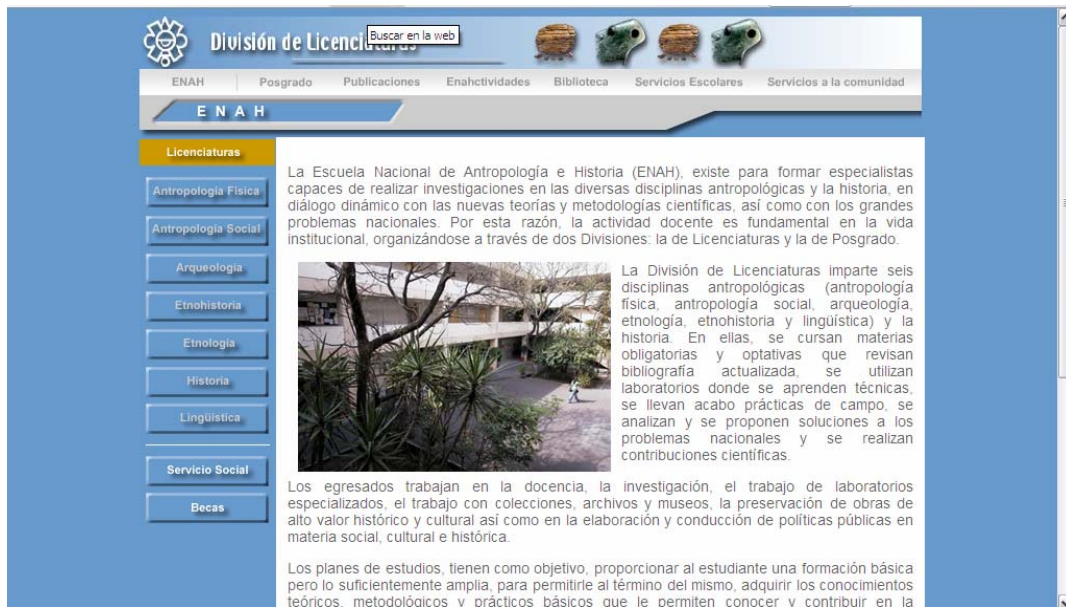 División de Licenciaturas
Buscar en la web
ENAH
Posgrado
Publicaciones
Enahctividades
Biblioteca
Servicios Escolares
Servicios a la comunidad
E N A H
Licenciaturas
Antropología Física
Antropología Social
Arqueología
Etnohistoria
Etnología
Historia
Lingüística
Servicio Social
Becas
La Escuela Nacional de Antropología e Historia (ENAH), existe para formar especialistas
capaces de realizar investigaciones en las diversas disciplinas antropológicas y la historia, en
diálogo dinámico con las nuevas teorías y metodologías científicas, así como con los grandes
problemas nacionales. Por esta razón, la actividad docente es fundamental en la vida
institucional, organizándose a través de dos Divisiones: la de Licenciaturas y la de Posgrado.
La División de Licenciaturas imparte seis
disciplinas antropológicas (antropología
física, antropología social, arqueología,
etnología, etnohistoria y lingüística) y la
historia. En ellas, se cursan materias
obligatorias y optativas que revisan
bibliografía actualizada, se utilizan
laboratorios donde se aprenden técnicas,
se llevan acabo prácticas de campo, se
analizan y se proponen soluciones a los
problemas nacionales y se realizan
contribuciones científicas.
Los egresados trabajan en la docencia, la investigación, el trabajo de laboratorios
especializados, el trabajo con colecciones, archivos y museos, la preservación de obras de
alto valor histórico y cultural así como en la elaboración y conducción de políticas públicas en
materia social, cultural e histórica.
Los planes de estudios, tienen como objetivo, proporcionar al estudiante una formación básica
pero lo suficientemente amplia, para permitirle al término del mismo, adquirir los conocimientos
teóricos, metodológicos y prácticos básicos que le permiten conocer y contribuir en la